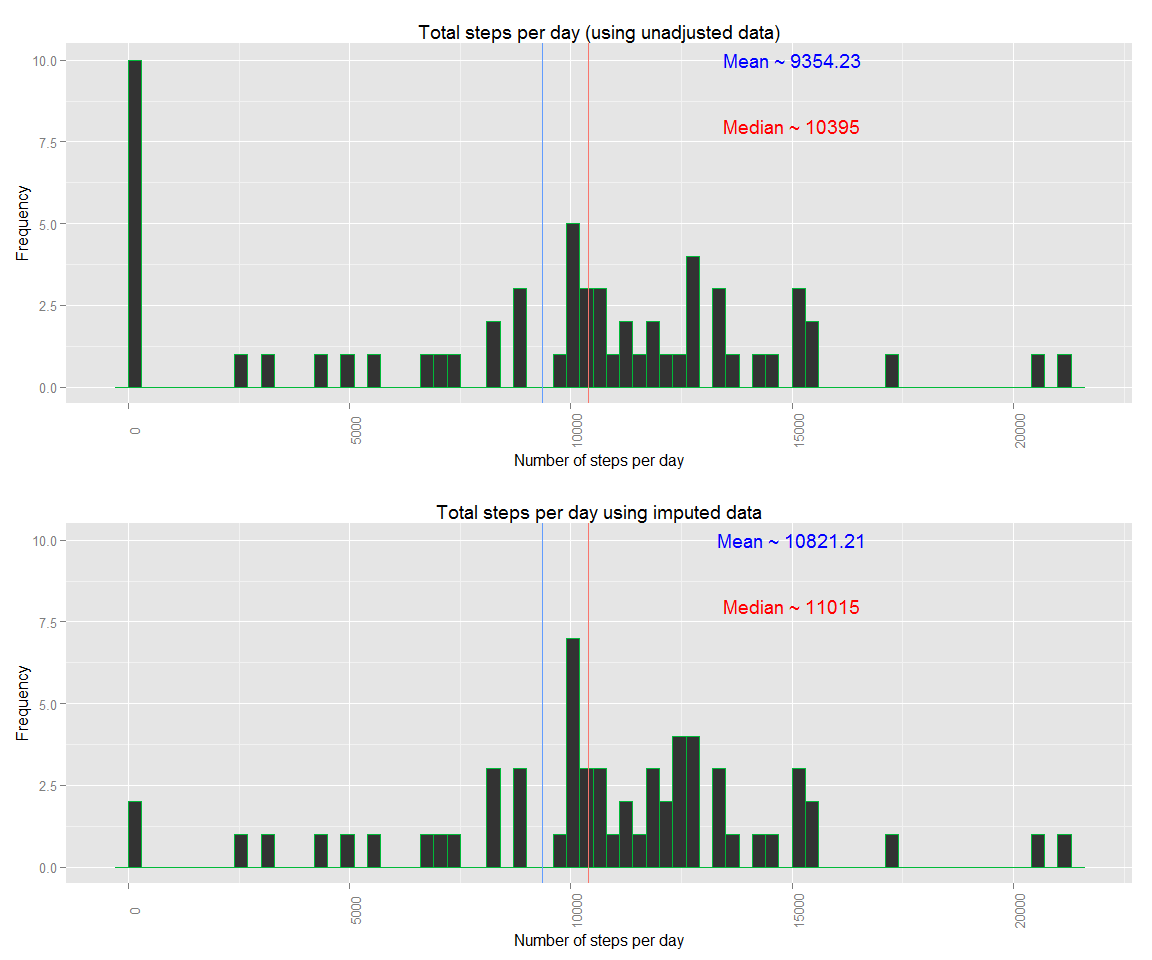 Total steps per day (using unadjusted data)
Mean ~ 9354.23
Median ~ 10395
10.0
7.5
5.0
2.5
0.0
Frequency
0
5000
10000
15000
20000
Number of steps per day
Total steps per day using imputed data
Mean ~ 10821.21
Median ~ 11015
10.0
7.5
5.0
2.5
0.0
Frequency
0
5000
10000
15000
20000
Number of steps per day